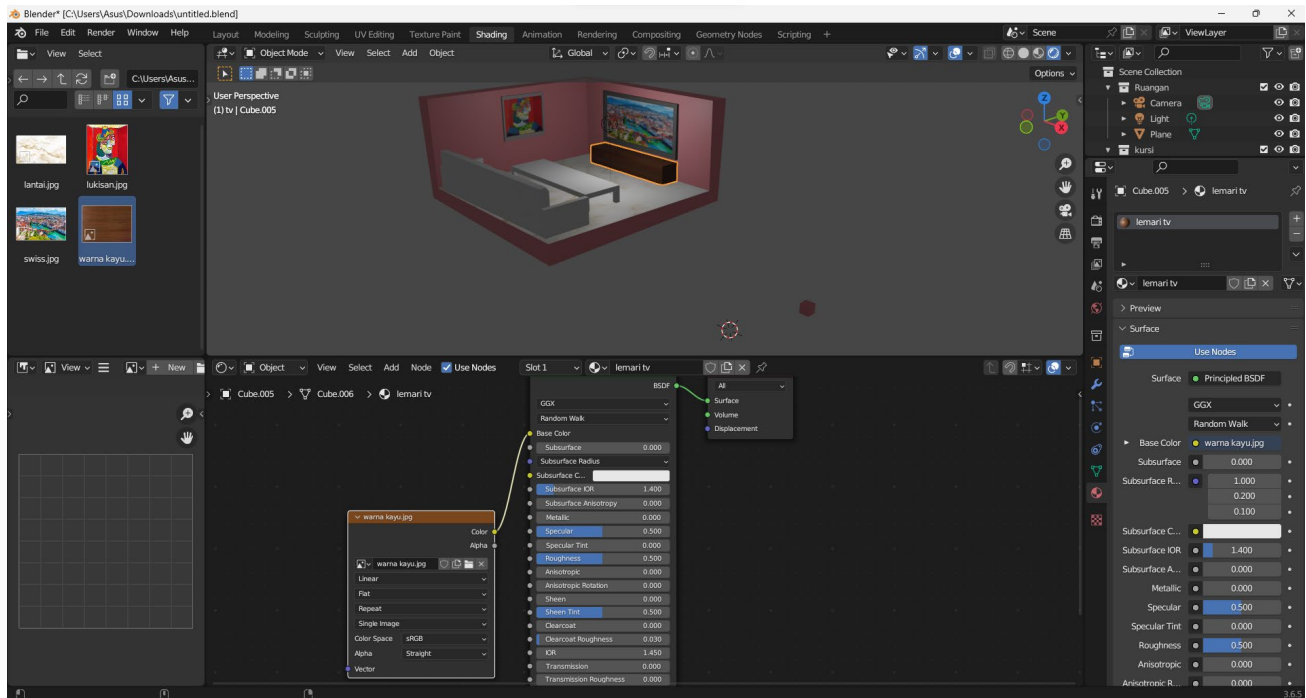 Blender* [C:\Users\Asus\Downloads\untitled.blend]
File Edit Render Window Help Layout Modeling Sculpting UV Editing Texture Paint Shading Animation Rendering Compositing Geometry Nodes Scripting + Scene ViewLayer
View Select
C:\Users\Asus...
lantai.jpg lukisan.jpg
swiss.jpg warna kayu....
Object Mode View Select Add Object Global
Options
User Perspective
(1) tv | Cube.005
Z
Y
X
Scene Collection
Ruangan
Camera
Light
Plane
kursi
View + New
Object View Select Add Node Use Nodes Slot 1 lemari tv
Cube.005 > Cube.006 > lemari tv
warna kayu.jpg
Color
Alpha
warna kayu.jpg
Linear
Flat
Repeat
Single Image
Color Space sRGB
Alpha Straight
Vector
BSDF
GGX
Random Walk
Base Color
Subsurface 0.000
Subsurface Radius
Subsurface C...
Subsurface IOR 1.400
Subsurface Anisotropy 0.000
Metallic 0.000
Specular 0.500
Specular Tint 0.000
Roughness 0.500
Anisotropic 0.000
Anisotropic Rotation 0.000
Sheen 0.000
Sheen Tint 0.500
Clearcoat 0.000
Clearcoat Roughness 0.030
IOR 1.450
Transmission 0.000
Transmission Roughness 0.000
All
Surface
Volume
Displacement
Cube.005 > lemari tv
lemari tv
lemari tv
Preview
Surface
Use Nodes
Surface Principled BSDF
GGX
Random Walk
Base Color warna kayu.jpg
Subsurface 0.000
Subsurface R... 1.000
0.200
0.100
Subsurface C...
Subsurface IOR 1.400
Subsurface A... 0.000
Metallic 0.000
Specular 0.500
Specular Tint 0.000
Roughness 0.500
Anisotropic 0.000
Anisotropic R... 0.000
3.6.5